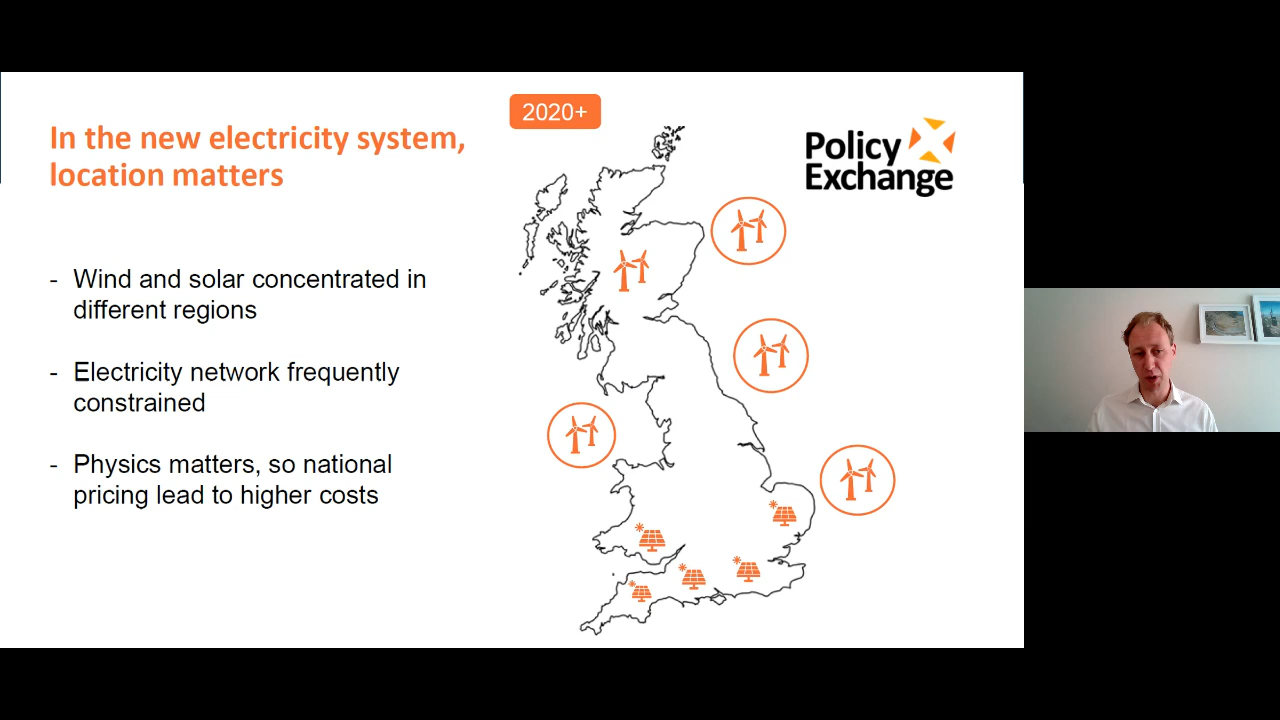 2020+
In the new electricity system,
location matters
Policy
Exchange
- Wind and solar concentrated in
different regions
- Electricity network frequently
constrained
- Physics matters, so national
pricing lead to higher costs